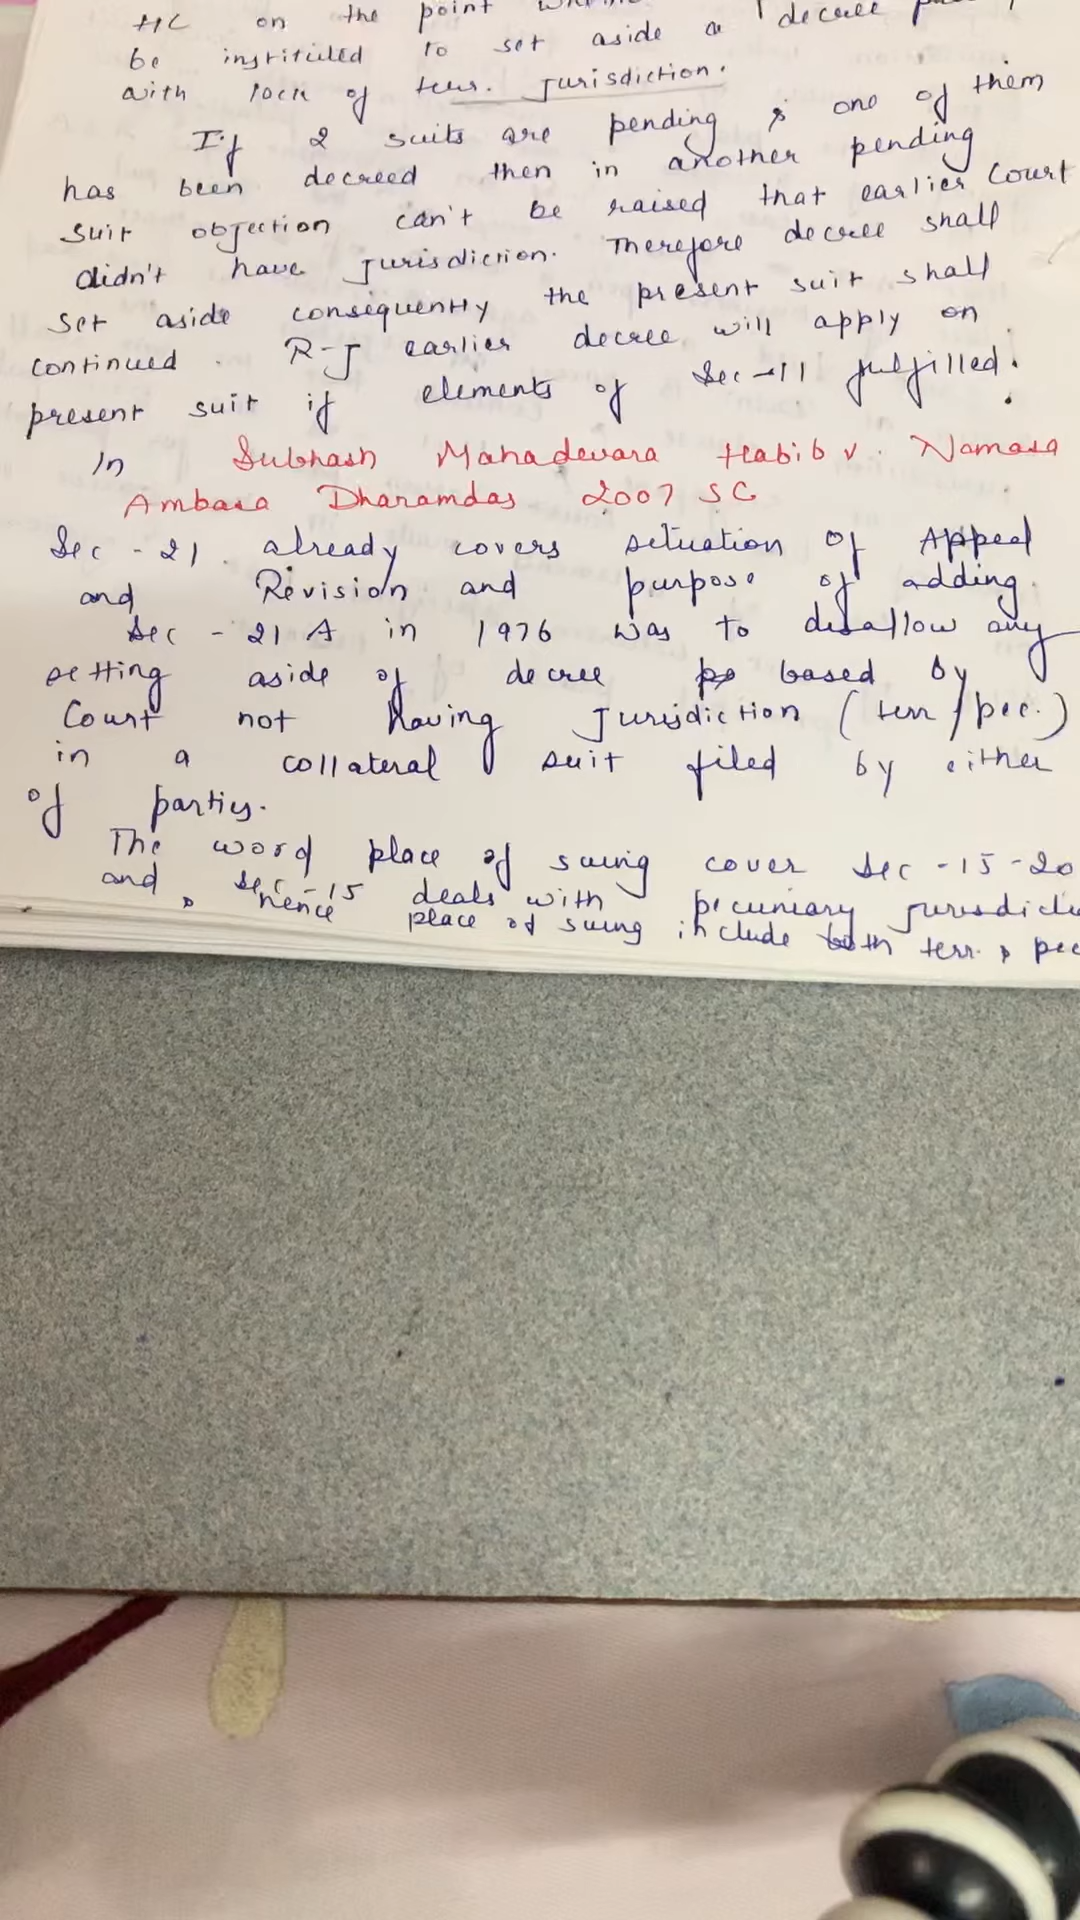 HC on the point
be instituted to set aside a decree
with lack of terr. Jurisdiction.
If 2 suits are pending & one of them
has been decreed then in another pending
suit objection can't be raised that earlier Court
didn't have Jurisdiction. Therefore decree shall
set aside consequently the present suit shall
continued. R-J earlier decree will apply on
present suit if elements of Sec-11 fulfilled.
In Subhash Mahadevara Habib v. Namasa
Ambasa Dharamdas 2007 SC
Sec-21 already covers situation of Appeal
and Revision and purpose of adding
Sec-21A in 1976 was to disallow any
setting aside of decree based by
Court not having Jurisdiction (terr/pec.)
in a collateral suit filed by either
of parties.
The word place of suing cover Sec-15-20
and Sec-15 deals with pecuniary
hence place of suing include both terr. &